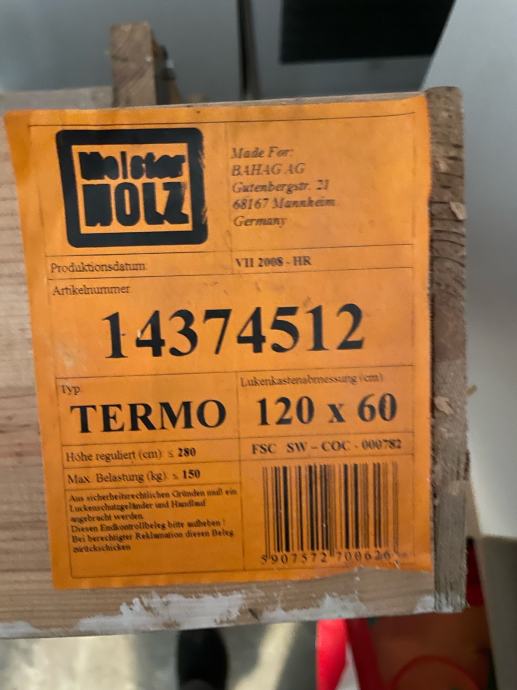 Meister
HOLZ
Made For:
BAHAG AG
Gutenbergstr. 21
68167 Mannheim
Germany
Produktionsdatum:
VII 2008 - HR
Artikelnummer
14374512
Typ
TERMO
Lukenkastenabmessung (cm)
120 x 60
Höhe reguliert (cm) ≤ 280
FSC SW – COC - 000782
Max. Belastung (kg) ≤ 150
Aus sicherheitsrechtlichen Gründen muß ein
Luckenschutzgeländer und Handlauf
angebracht werden.
Diesen Endkontrollbeleg bitte aufheben !
Bei berechtigter Reklamation diesen Beleg
zurückschicken
5907572700626